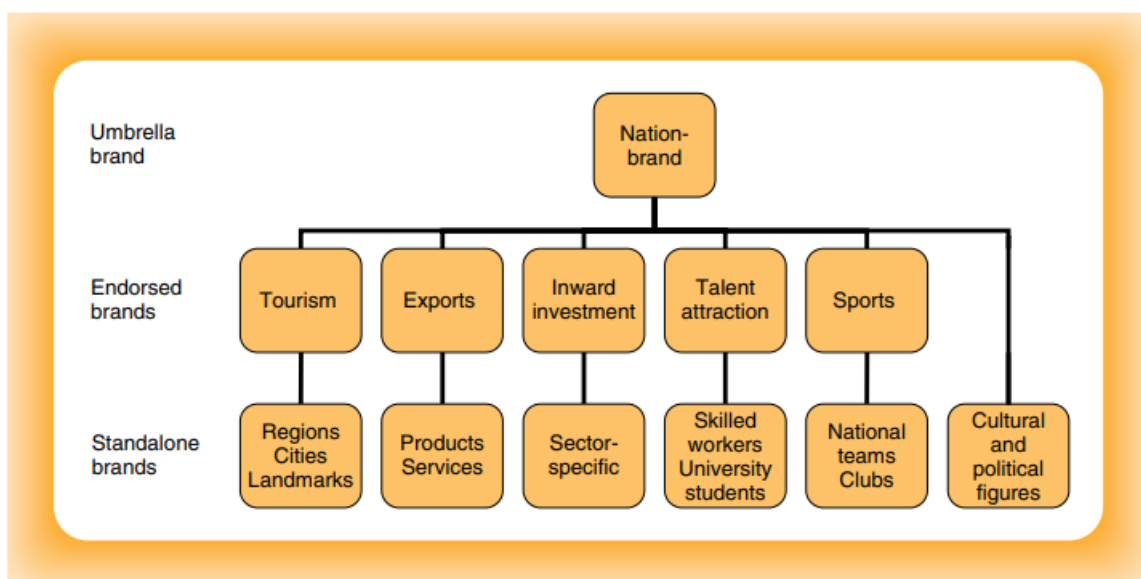 Umbrella
brand
Nation-
brand
Endorsed
brands
Tourism
Exports
Inward
investment
Talent
attraction
Sports
Standalone
brands
Regions
Cities
Landmarks
Products
Services
Sector-
specific
Skilled
workers
University
students
National
teams
Clubs
Cultural
and
political
figures